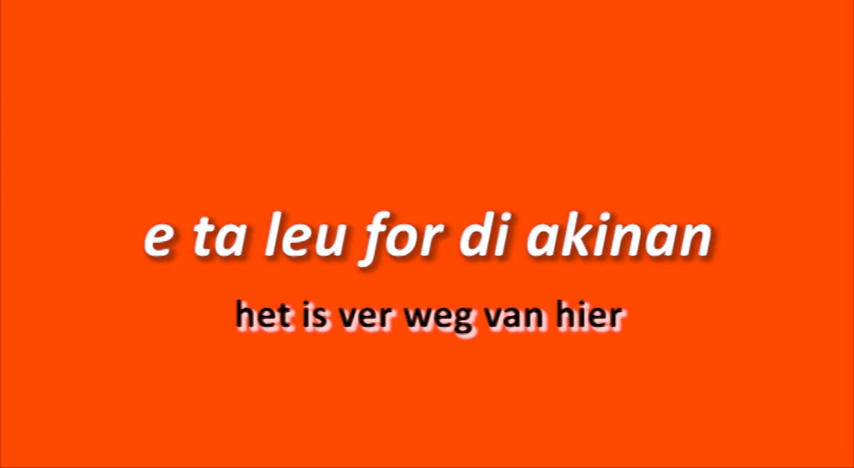 e ta leu for di akinan
het is ver weg van hier